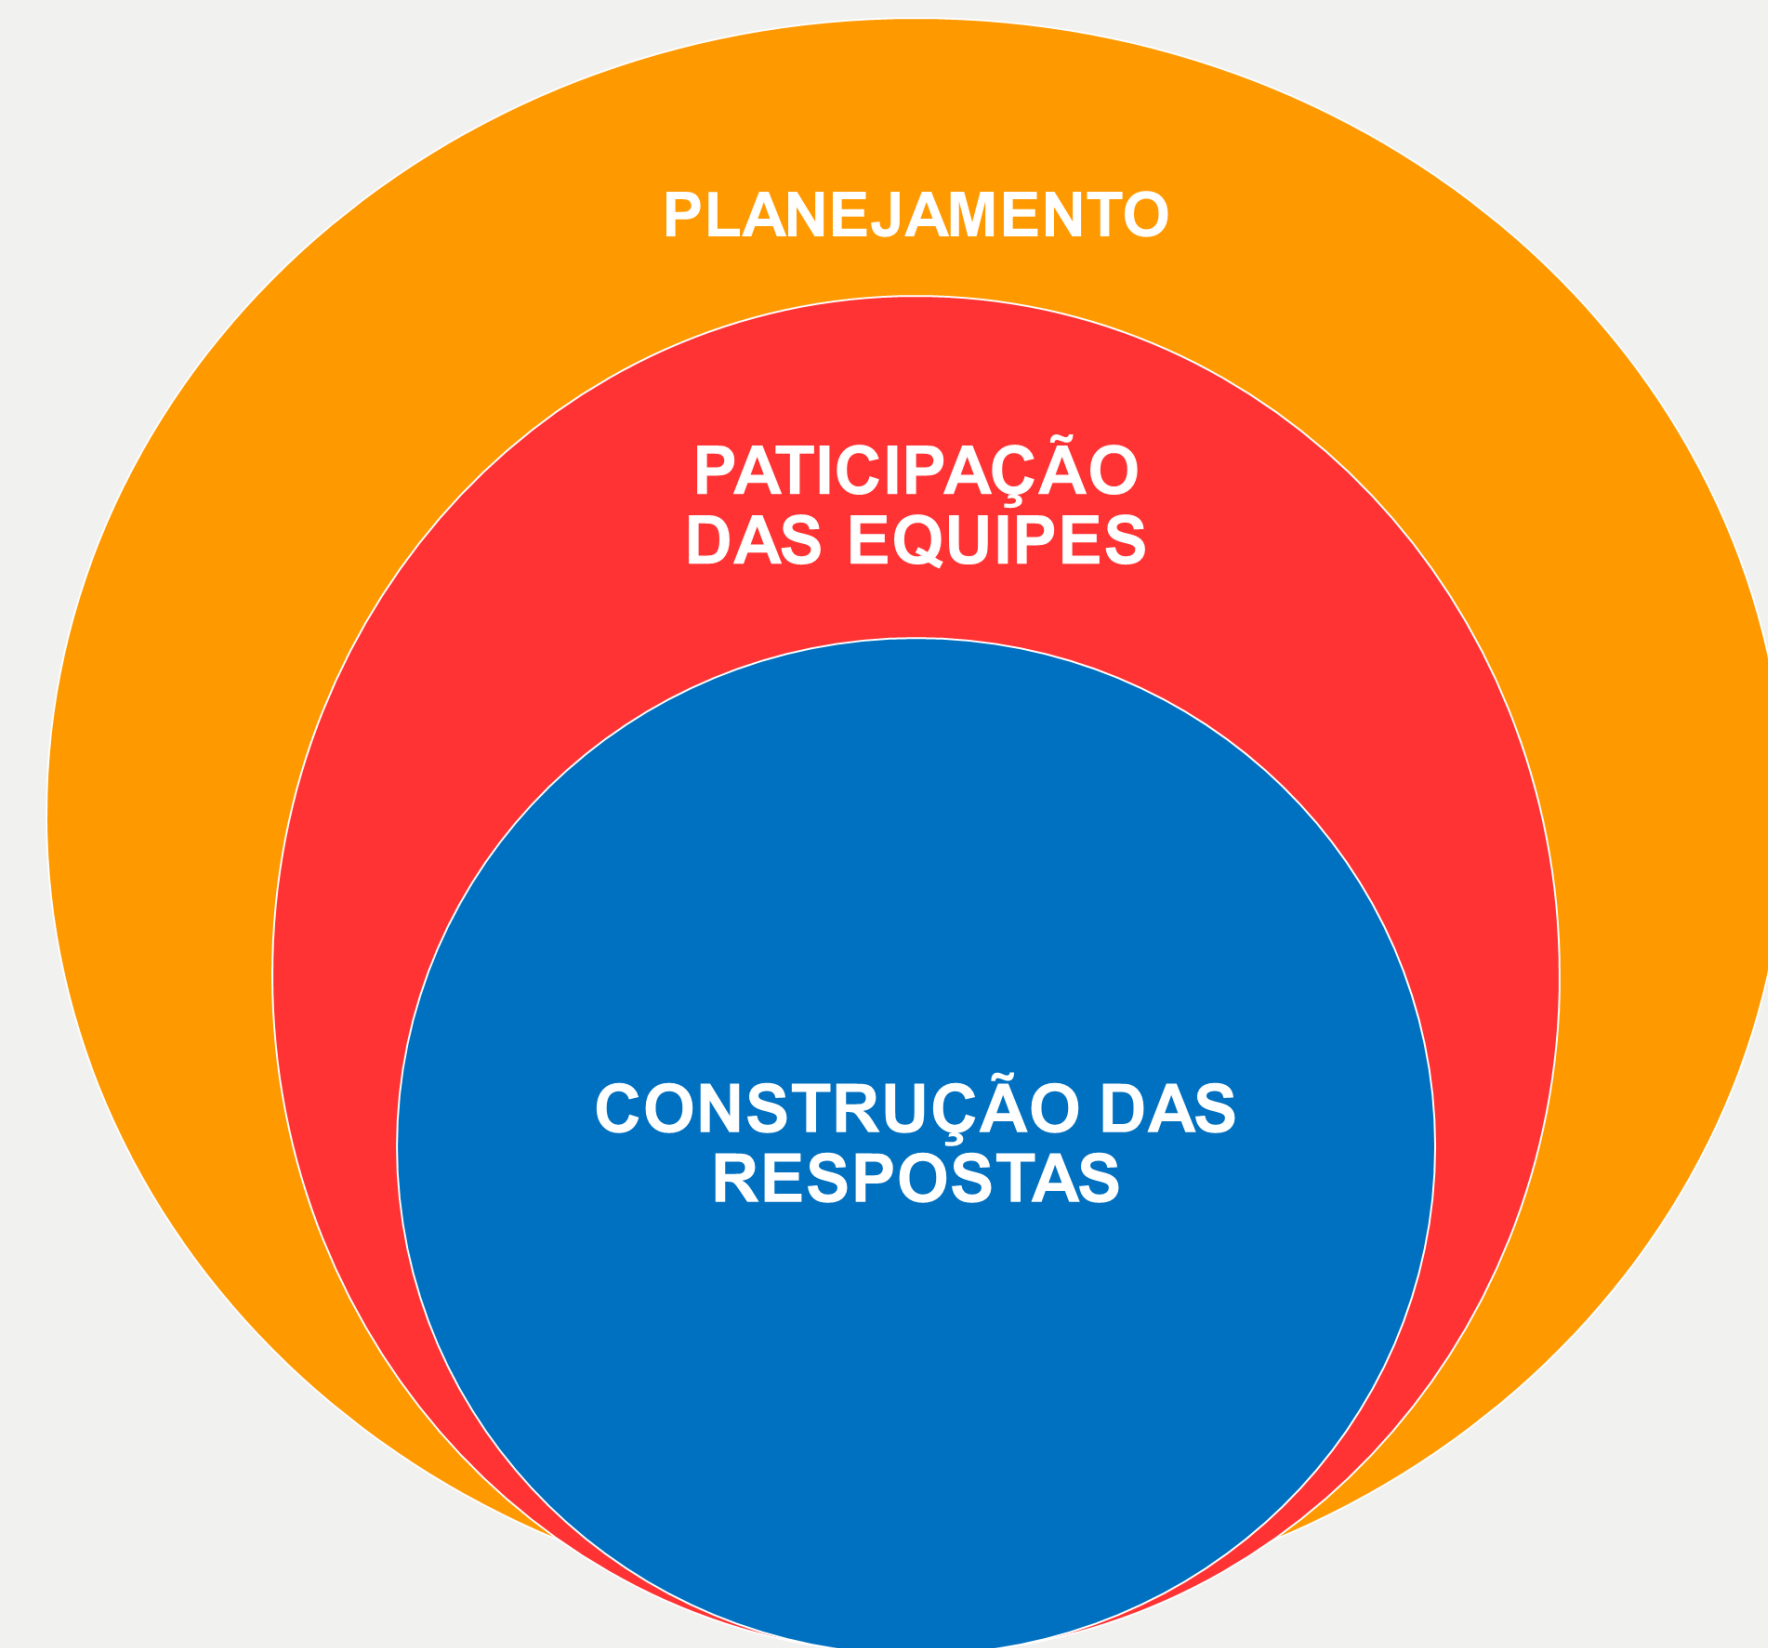 PLANEJAMENTO
PATICIPAÇÃO
DAS EQUIPES
CONSTRUÇÃO DAS
RESPOSTAS